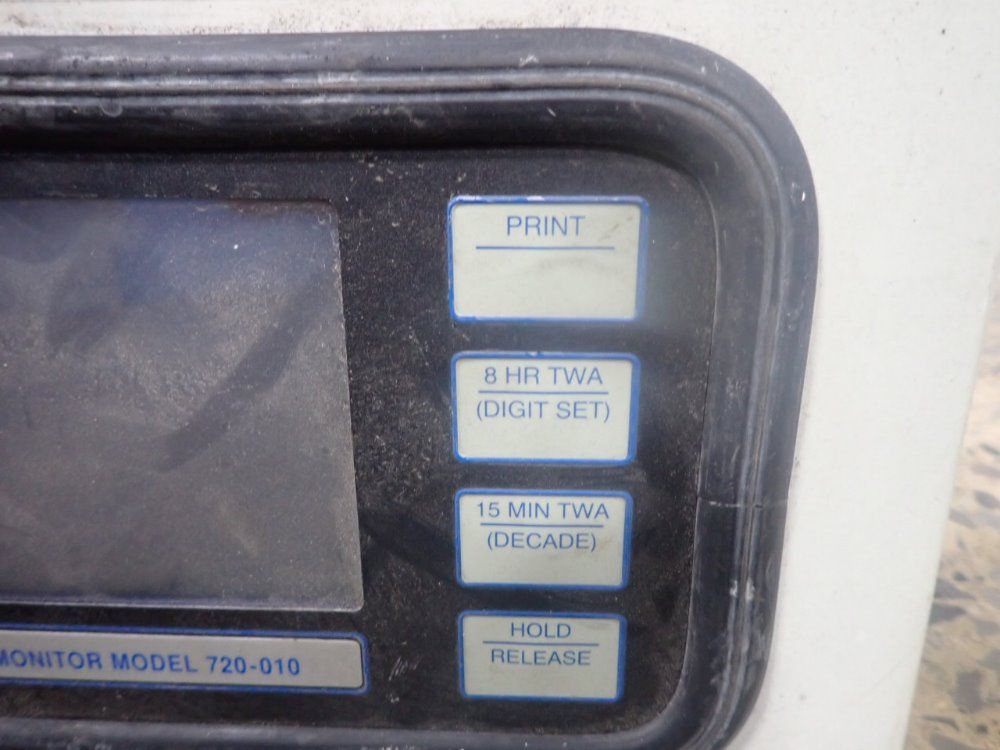 PRINT
8 HR TWA
(DIGIT SET)
15 MIN TWA
(DECADE)
HOLD
RELEASE
MONITOR MODEL 720-010